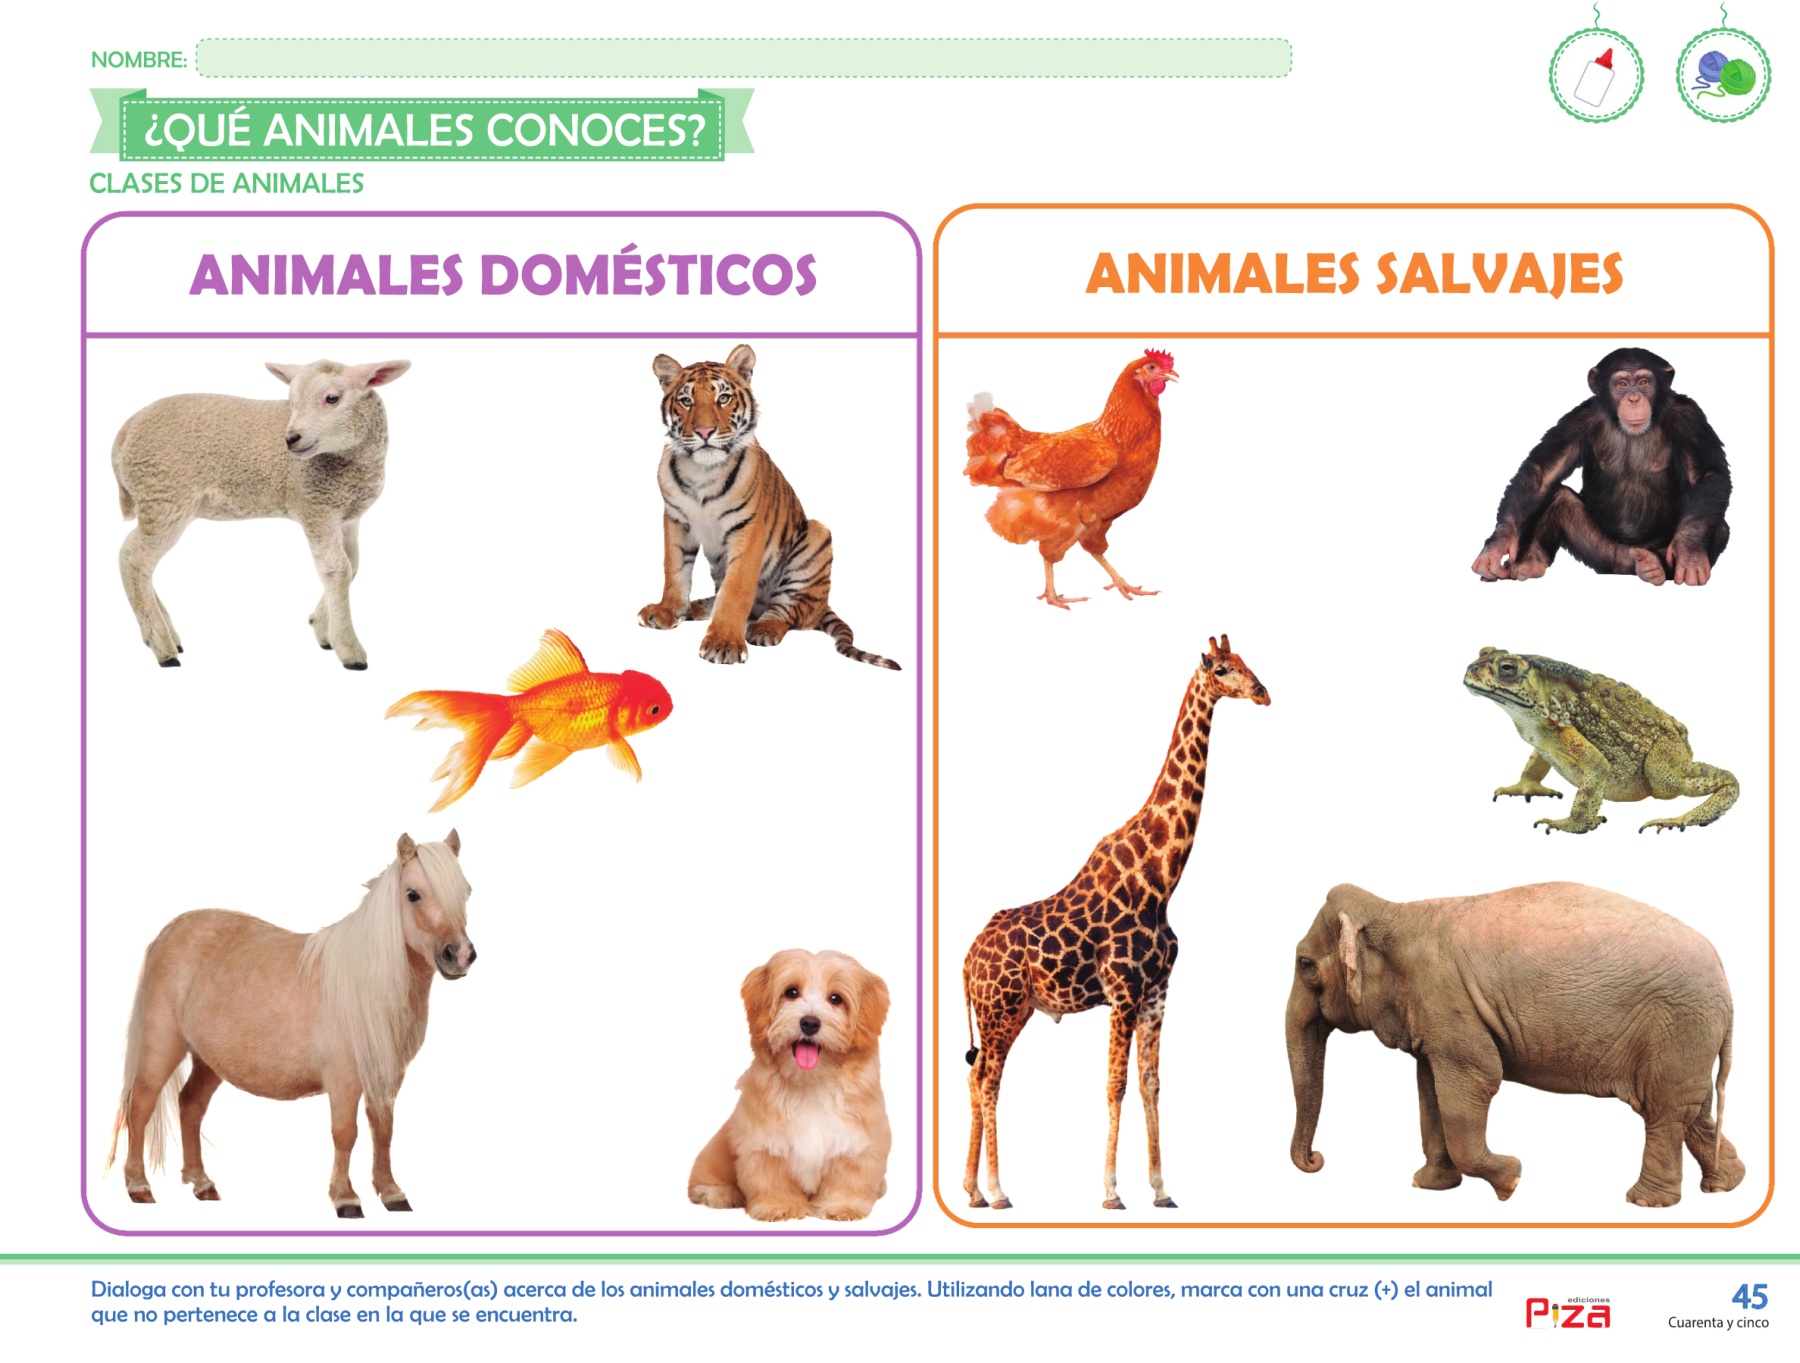 NOMBRE:
¿QUÉ ANIMALES CONOCES?
CLASES DE ANIMALES
ANIMALES DOMÉSTICOS
ANIMALES SALVAJES
Dialoga con tu profesora y compañeros(as) acerca de los animales domésticos y salvajes. Utilizando lana de colores, marca con una cruz (+) el animal
que no pertenece a la clase en la que se encuentra.
ediciones
Piza
45
Cuarenta y cinco